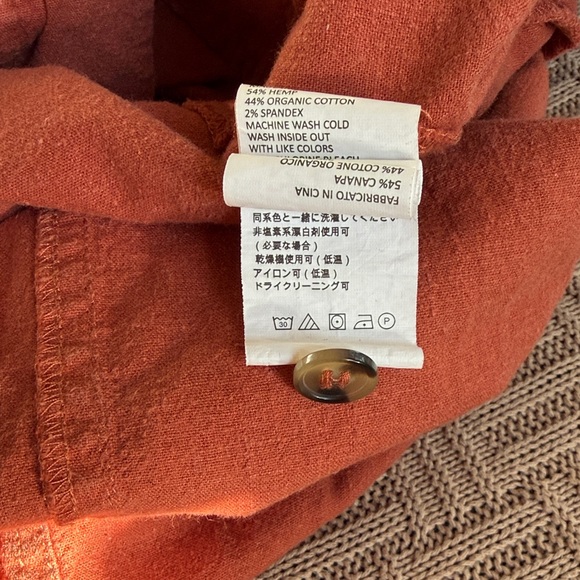 54% HEMP
44% ORGANIC COTTON
2% SPANDEX
MACHINE WASH COLD
WASH INSIDE OUT
WITH LIKE COLORS
BLEACH
44% COTONE ORGANICO
54% CANAPA
FABBRICATO IN CINA
同系色と一緒に洗濯してください
非塩素系漂白剤使用可
(必要な場合)
乾燥機使用可(低温)
アイロン可(低温)
ドライクリーニング可
30 P